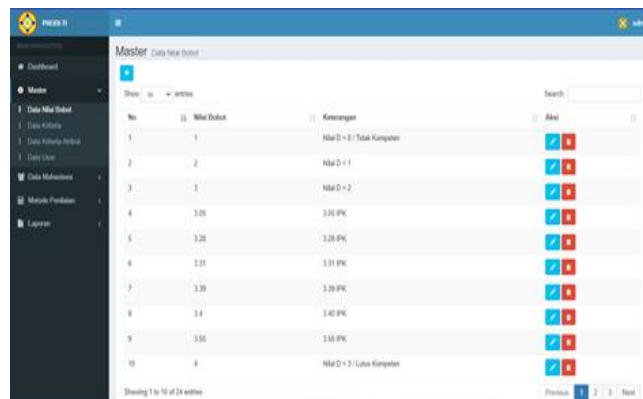 PRODI TI
MAIN NAVIGATION
Dashboard
Master
Data Nilai Bobot
Data Kriteria
Data Kriteria Atribut
Data User
Data Mahasiswa
Metode Penilaian
Laporan
Master Data Nilai Bobot
Show 10 entries Search:
No Nilai Bobot Keterangan Aksi
1 1 Nilai D = 0 / Tidak Kompeten
2 2 Nilai D = 1
3 3 Nilai D = 2
4 3.05 3.05 IPK
5 3.28 3.28 IPK
6 3.31 3.31 IPK
7 3.39 3.39 IPK
8 3.4 3.40 IPK
9 3.55 3.55 IPK
10 4 Nilai D = 3 / Lulus Kompeten
Showing 1 to 10 of 24 entries Previous 1 2 3 Next